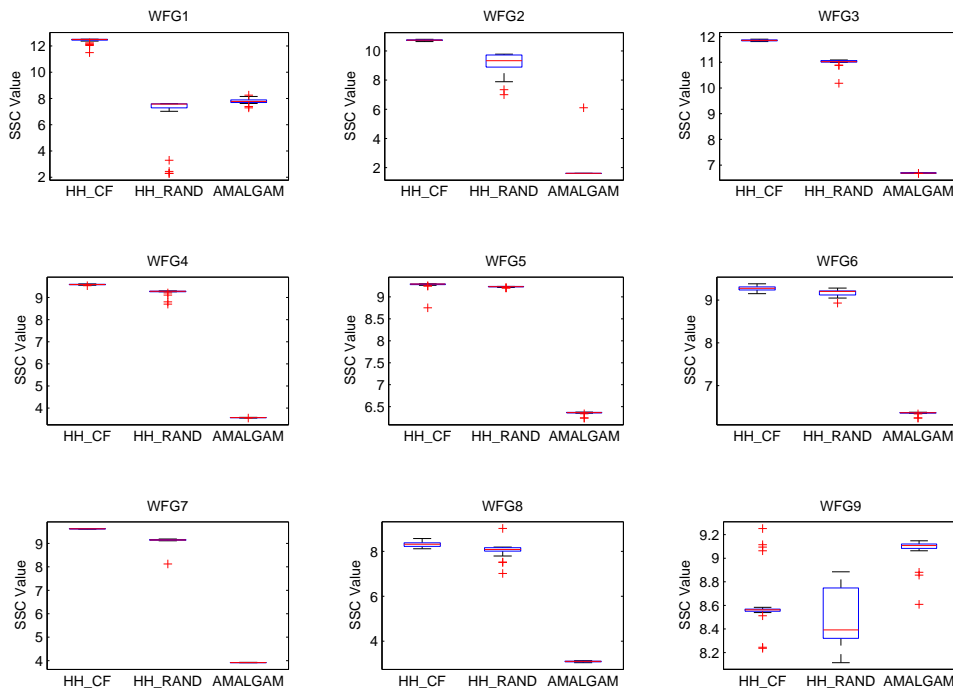 WFG1
WFG2
WFG3
SSC Value
12
10
8
6
4
2
HH_CF HH_RAND AMALGAM
SSC Value
10
8
6
4
2
HH_CF HH_RAND AMALGAM
SSC Value
12
11
10
9
8
7
HH_CF HH_RAND AMALGAM
WFG4
WFG5
WFG6
SSC Value
9
8
7
6
5
4
HH_CF HH_RAND AMALGAM
SSC Value
9
8.5
8
7.5
7
6.5
HH_CF HH_RAND AMALGAM
SSC Value
9
7
HH_CF HH_RAND AMALGAM
WFG7
WFG8
WFG9
SSC Value
9
8
7
6
5
4
HH_CF HH_RAND AMALGAM
SSC Value
8
6
4
HH_CF HH_RAND AMALGAM
SSC Value
9.2
9
8.8
8.6
8.4
8.2
HH_CF HH_RAND AMALGAM